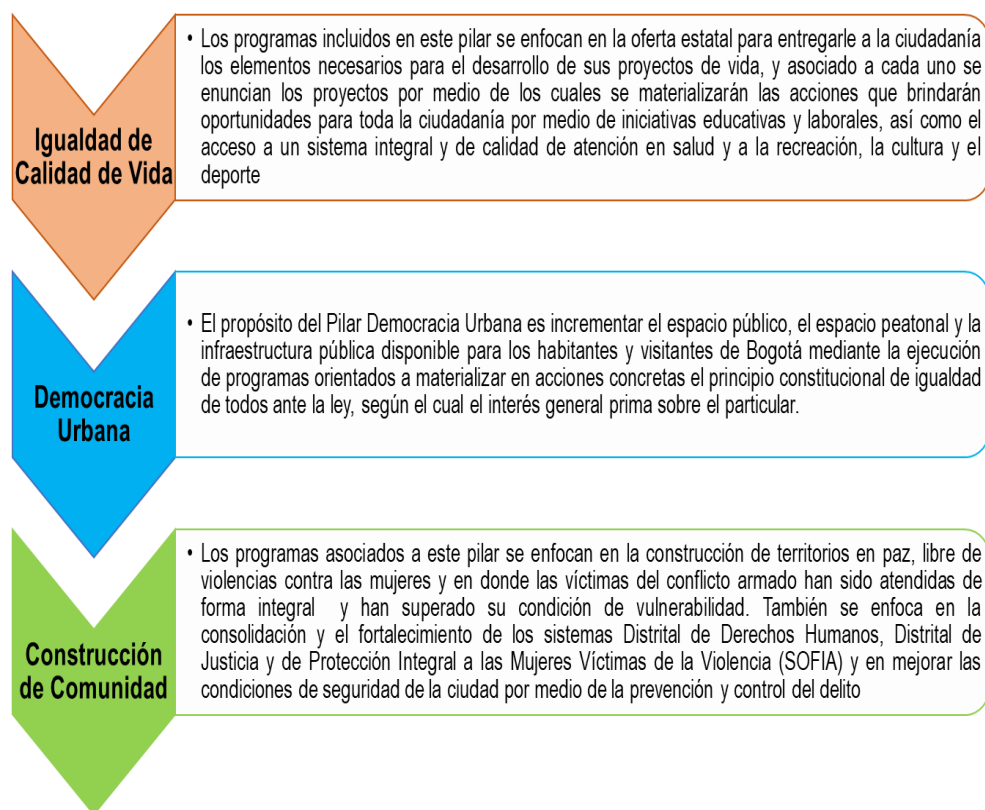 Igualdad de
Calidad de Vida
• Los programas incluidos en este pilar se enfocan en la oferta estatal para entregarle a la ciudadanía
los elementos necesarios para el desarrollo de sus proyectos de vida, y asociado a cada uno se
enuncian los proyectos por medio de los cuales se materializarán las acciones que brindarán
oportunidades para toda la ciudadanía por medio de iniciativas educativas y laborales, así como el
acceso a un sistema integral y de calidad de atención en salud y a la recreación, la cultura y el
deporte
Democracia
Urbana
• El propósito del Pilar Democracia Urbana es incrementar el espacio público, el espacio peatonal y la
infraestructura pública disponible para los habitantes y visitantes de Bogotá mediante la ejecución
de programas orientados a materializar en acciones concretas el principio constitucional de igualdad
de todos ante la ley, según el cual el interés general prima sobre el particular.
Construcción
de Comunidad
• Los programas asociados a este pilar se enfocan en la construcción de territorios en paz, libre de
violencias contra las mujeres y en donde las víctimas del conflicto armado han sido atendidas de
forma integral y han superado su condición de vulnerabilidad. También se enfoca en la
consolidación y el fortalecimiento de los sistemas Distrital de Derechos Humanos, Distrital de
Justicia y de Protección Integral a las Mujeres Víctimas de la Violencia (SOFIA) y en mejorar las
condiciones de seguridad de la ciudad por medio de la prevención y control del delito